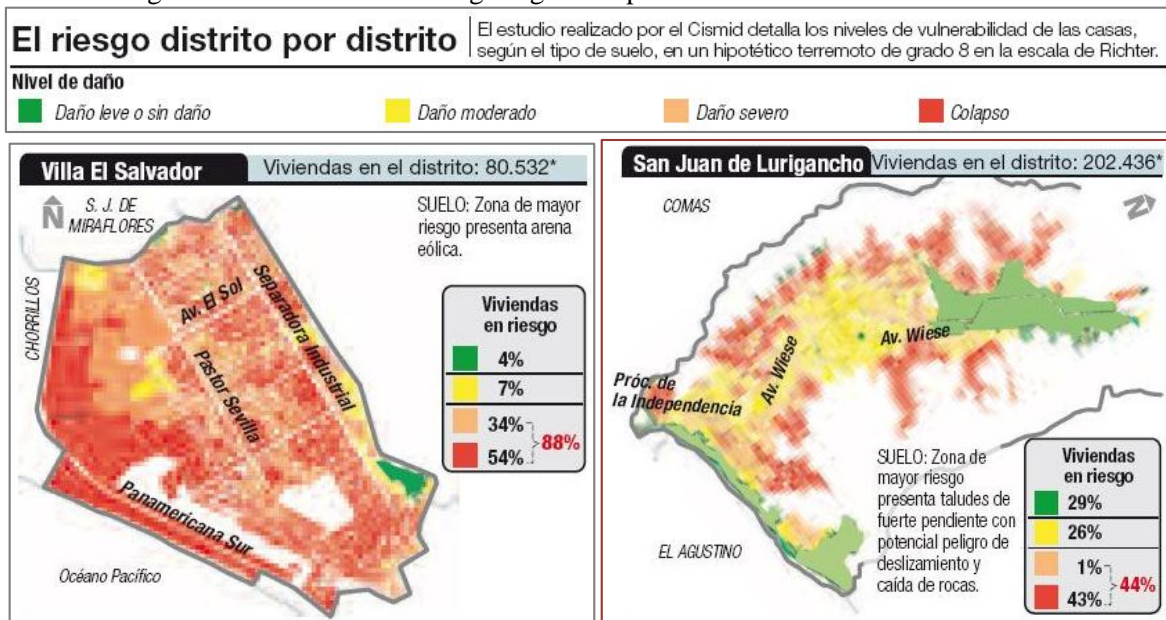 El riesgo distrito por distrito
El estudio realizado por el Cismid detalla los niveles de vulnerabilidad de las casas,
según el tipo de suelo, en un hipotético terremoto de grado 8 en la escala de Richter.
Nivel de daño
Daño leve o sin daño
Daño moderado
Daño severo
Colapso
Villa El Salvador
Viviendas en el distrito: 80.532*
N
S. J. DE
MIRAFLORES
SUELO: Zona de mayor
riesgo presenta arena
eólica.
CHORRILLOS
Av. El Sol
Separadora Industrial
Pastor Sevilla
Panamericana Sur
Océano Pacífico
Viviendas
en riesgo
4%
7%
34%
54%
88%
San Juan de Lurigancho
Viviendas en el distrito: 202.436*
COMAS
N
Av. Wiese
Av. Wiese
Próc. de
la Independencia
EL AGUSTINO
SUELO: Zona de
mayor riesgo
presenta taludes de
fuerte pendiente con
potencial peligro de
deslizamiento y
caída de rocas.
Viviendas
en riesgo
29%
26%
1%
43%
44%